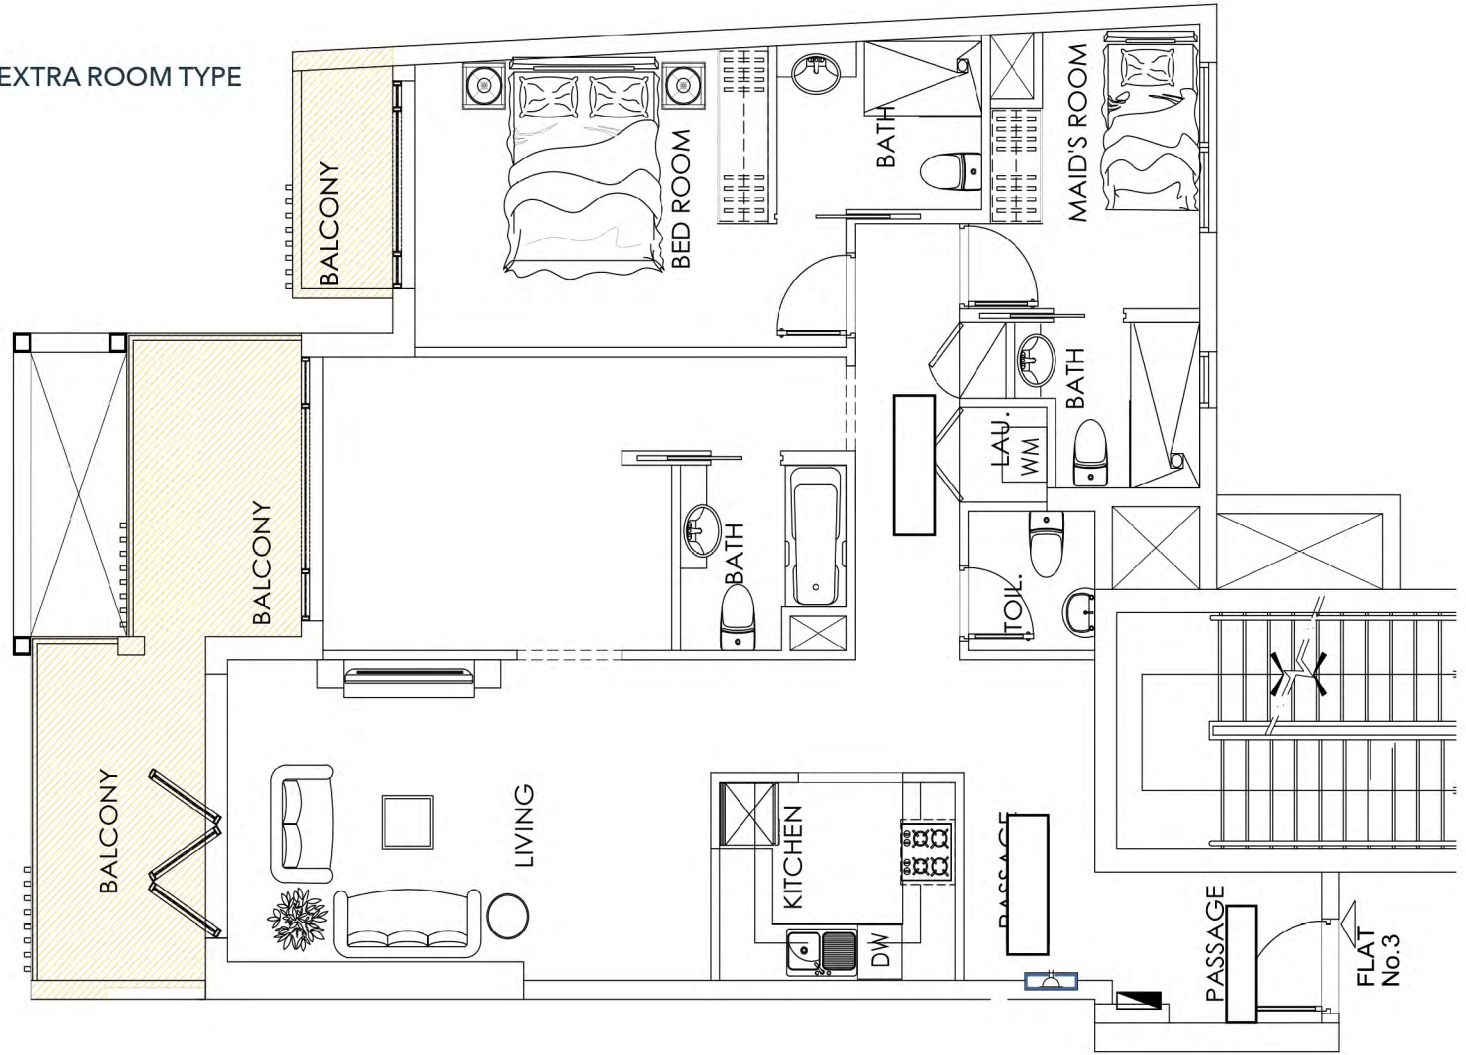 EXTRA ROOM TYPE
BALCONY
BED ROOM
BATH
MAID'S ROOM
BALCONY
BATH
BATH
LAU.
WM
TOIL.
BALCONY
LIVING
KITCHEN
DW
PASSAGE
FLAT
No.3